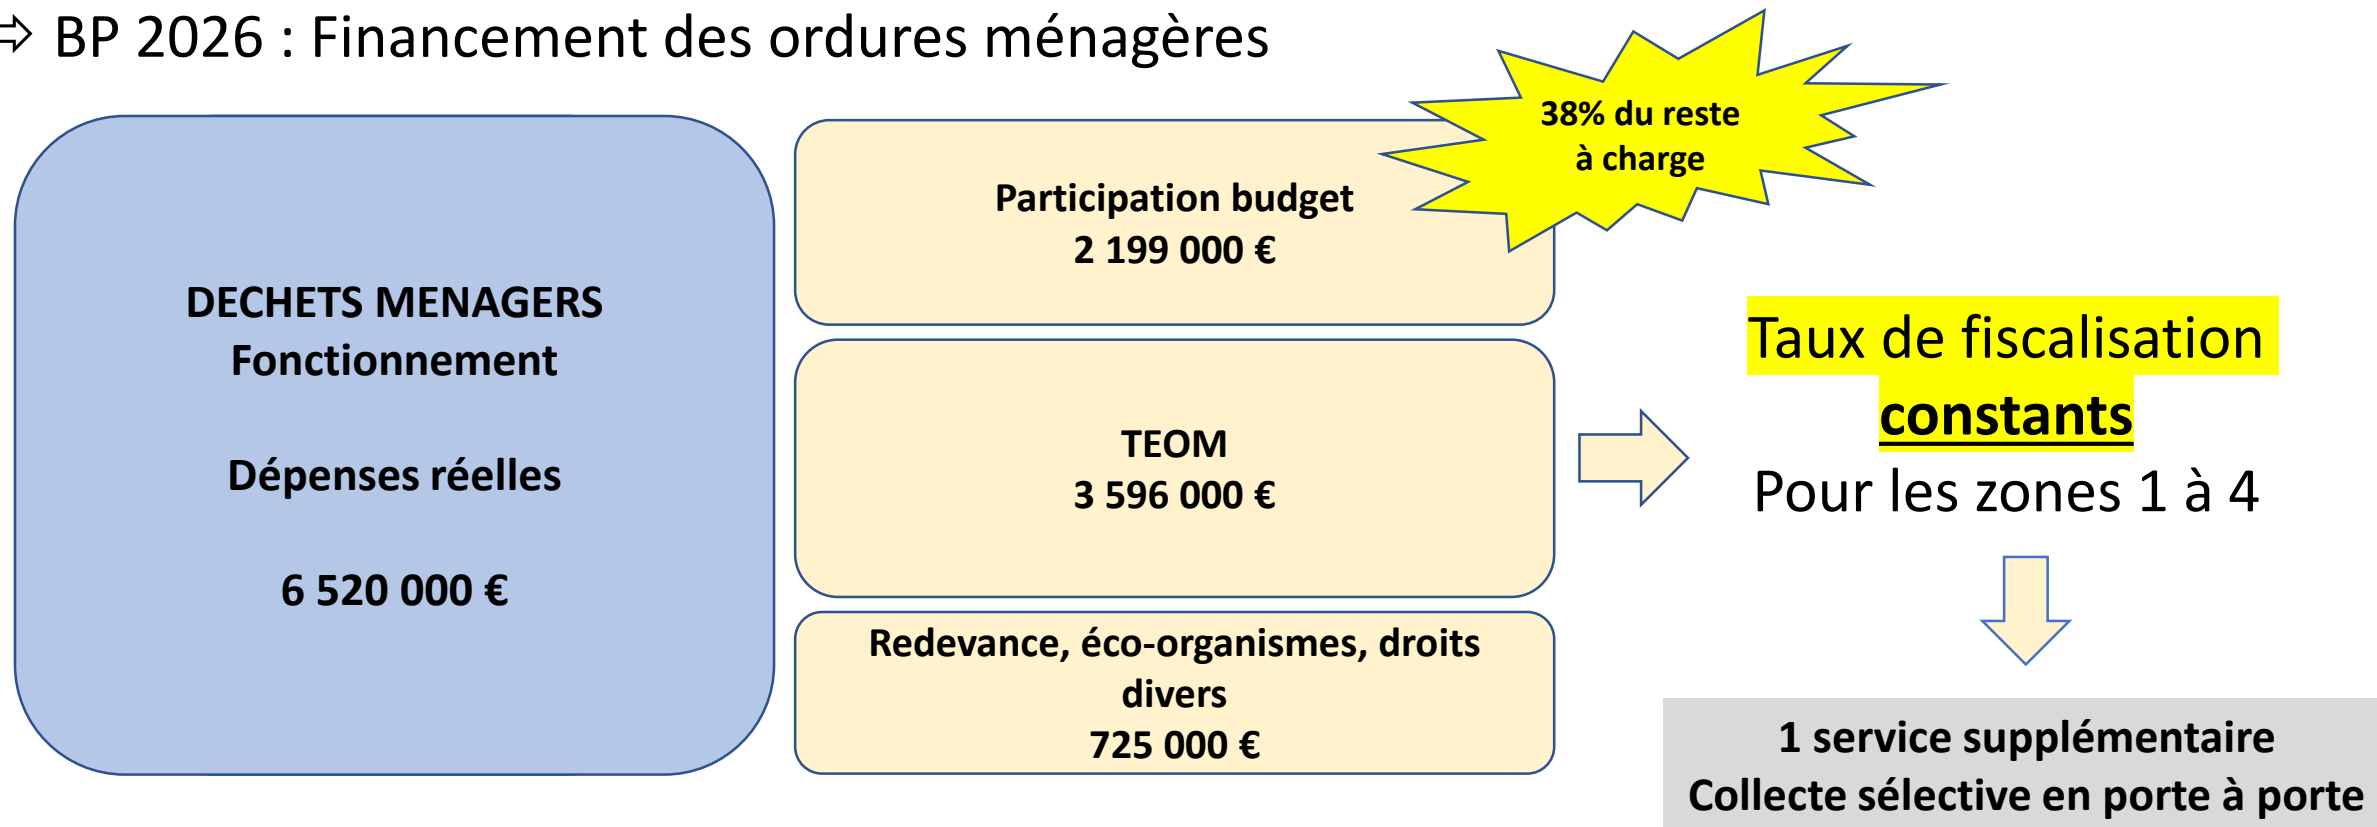 ⇨ BP 2026 : Financement des ordures ménagères
38% du reste
à charge
DECHETS MENAGERS
Fonctionnement
Dépenses réelles
6 520 000 €
Participation budget
2 199 000 €
TEOM
3 596 000 €
Redevance, éco-organismes, droits
divers
725 000 €
Taux de fiscalisation
constants
Pour les zones 1 à 4
1 service supplémentaire
Collecte sélective en porte à porte